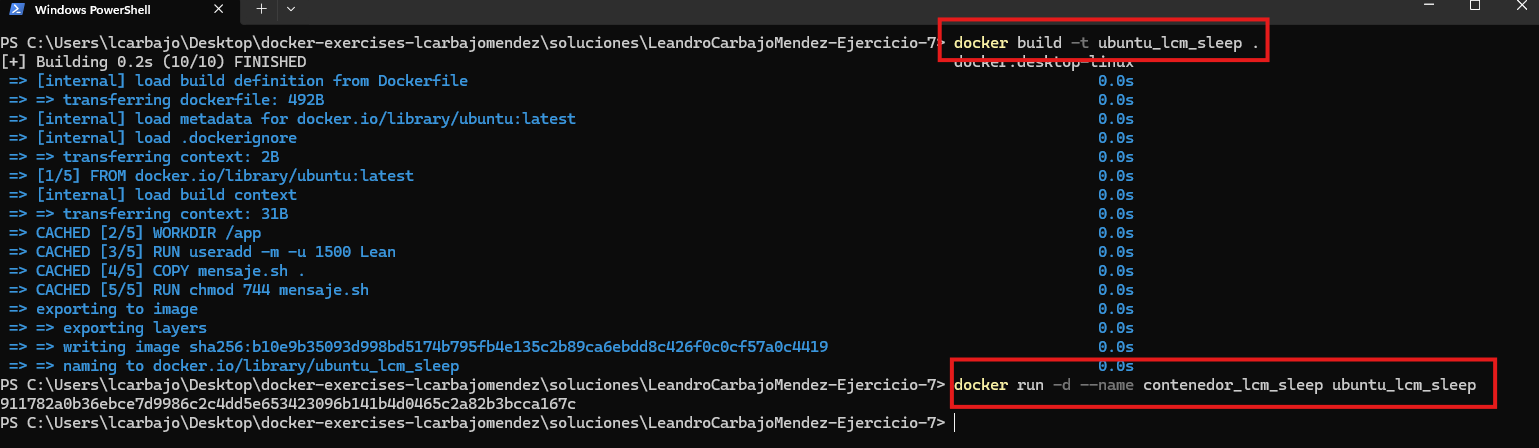 Windows PowerShell
PS C:\Users\lcarbajo\Desktop\docker-exercises-lcarbajomendez\soluciones\LeandroCarbajoMendez-Ejercicio-7> docker build -t ubuntu_lcm_sleep .
[+] Building 0.2s (10/10) FINISHED docker:desktop-linux
=> [internal] load build definition from Dockerfile 0.0s
=> => transferring dockerfile: 492B 0.0s
=> [internal] load metadata for docker.io/library/ubuntu:latest 0.0s
=> [internal] load .dockerignore 0.0s
=> => transferring context: 2B 0.0s
=> [1/5] FROM docker.io/library/ubuntu:latest 0.0s
=> [internal] load build context 0.0s
=> => transferring context: 31B 0.0s
=> CACHED [2/5] WORKDIR /app 0.0s
=> CACHED [3/5] RUN useradd -m -u 1500 Lean 0.0s
=> CACHED [4/5] COPY mensaje.sh . 0.0s
=> CACHED [5/5] RUN chmod 744 mensaje.sh 0.0s
=> exporting to image 0.0s
=> => exporting layers 0.0s
=> => writing image sha256:b10e9b35093d998bd5174b795fb4e135c2b89ca6ebdd8c426f0c0cf57a0c4419 0.0s
=> => naming to docker.io/library/ubuntu_lcm_sleep 0.0s
PS C:\Users\lcarbajo\Desktop\docker-exercises-lcarbajomendez\soluciones\LeandroCarbajoMendez-Ejercicio-7> docker run -d --name contenedor_lcm_sleep ubuntu_lcm_sleep
911782a0b36ebce7d9986c2c4dd5e653423096b141b4d0465c2a82b3bcca167c
PS C:\Users\lcarbajo\Desktop\docker-exercises-lcarbajomendez\soluciones\LeandroCarbajoMendez-Ejercicio-7>